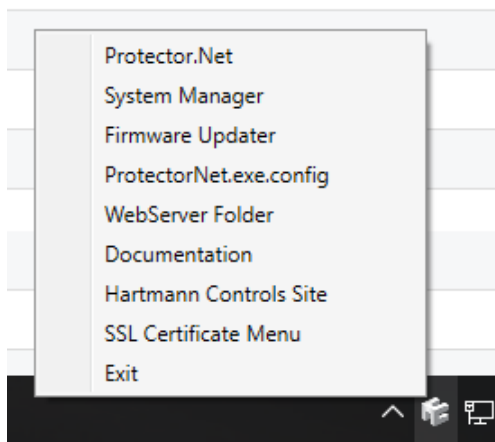 Protector.Net
System Manager
Firmware Updater
ProtectorNet.exe.config
WebServer Folder
Documentation
Hartmann Controls Site
SSL Certificate Menu
Exit